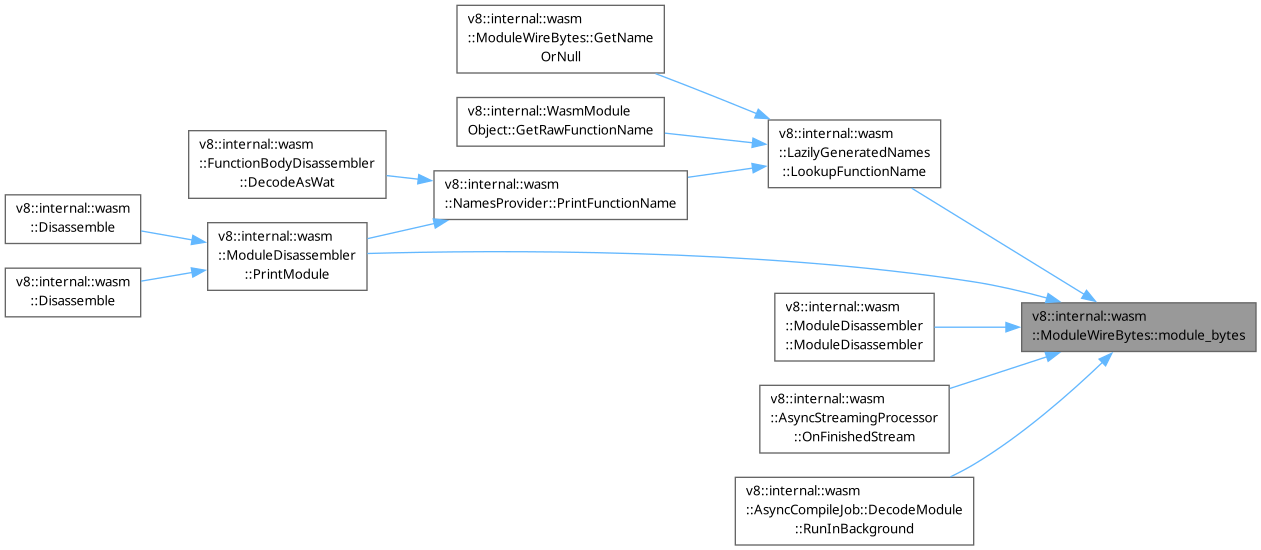 v8::internal::wasm
::ModuleWireBytes::GetName
OrNull
v8::internal::WasmModule
Object::GetRawFunctionName
v8::internal::wasm
::LazilyGeneratedNames
::LookupFunctionName
v8::internal::wasm
::FunctionBodyDisassembler
::DecodeAsWat
v8::internal::wasm
::NamesProvider::PrintFunctionName
v8::internal::wasm
::Disassemble
v8::internal::wasm
::ModuleDisassembler
::PrintModule
v8::internal::wasm
::Disassemble
v8::internal::wasm
::ModuleDisassembler
::ModuleDisassembler
v8::internal::wasm
::ModuleWireBytes::module_bytes
v8::internal::wasm
::AsyncStreamingProcessor
::OnFinishedStream
v8::internal::wasm
::AsyncCompileJob::DecodeModule
::RunInBackground